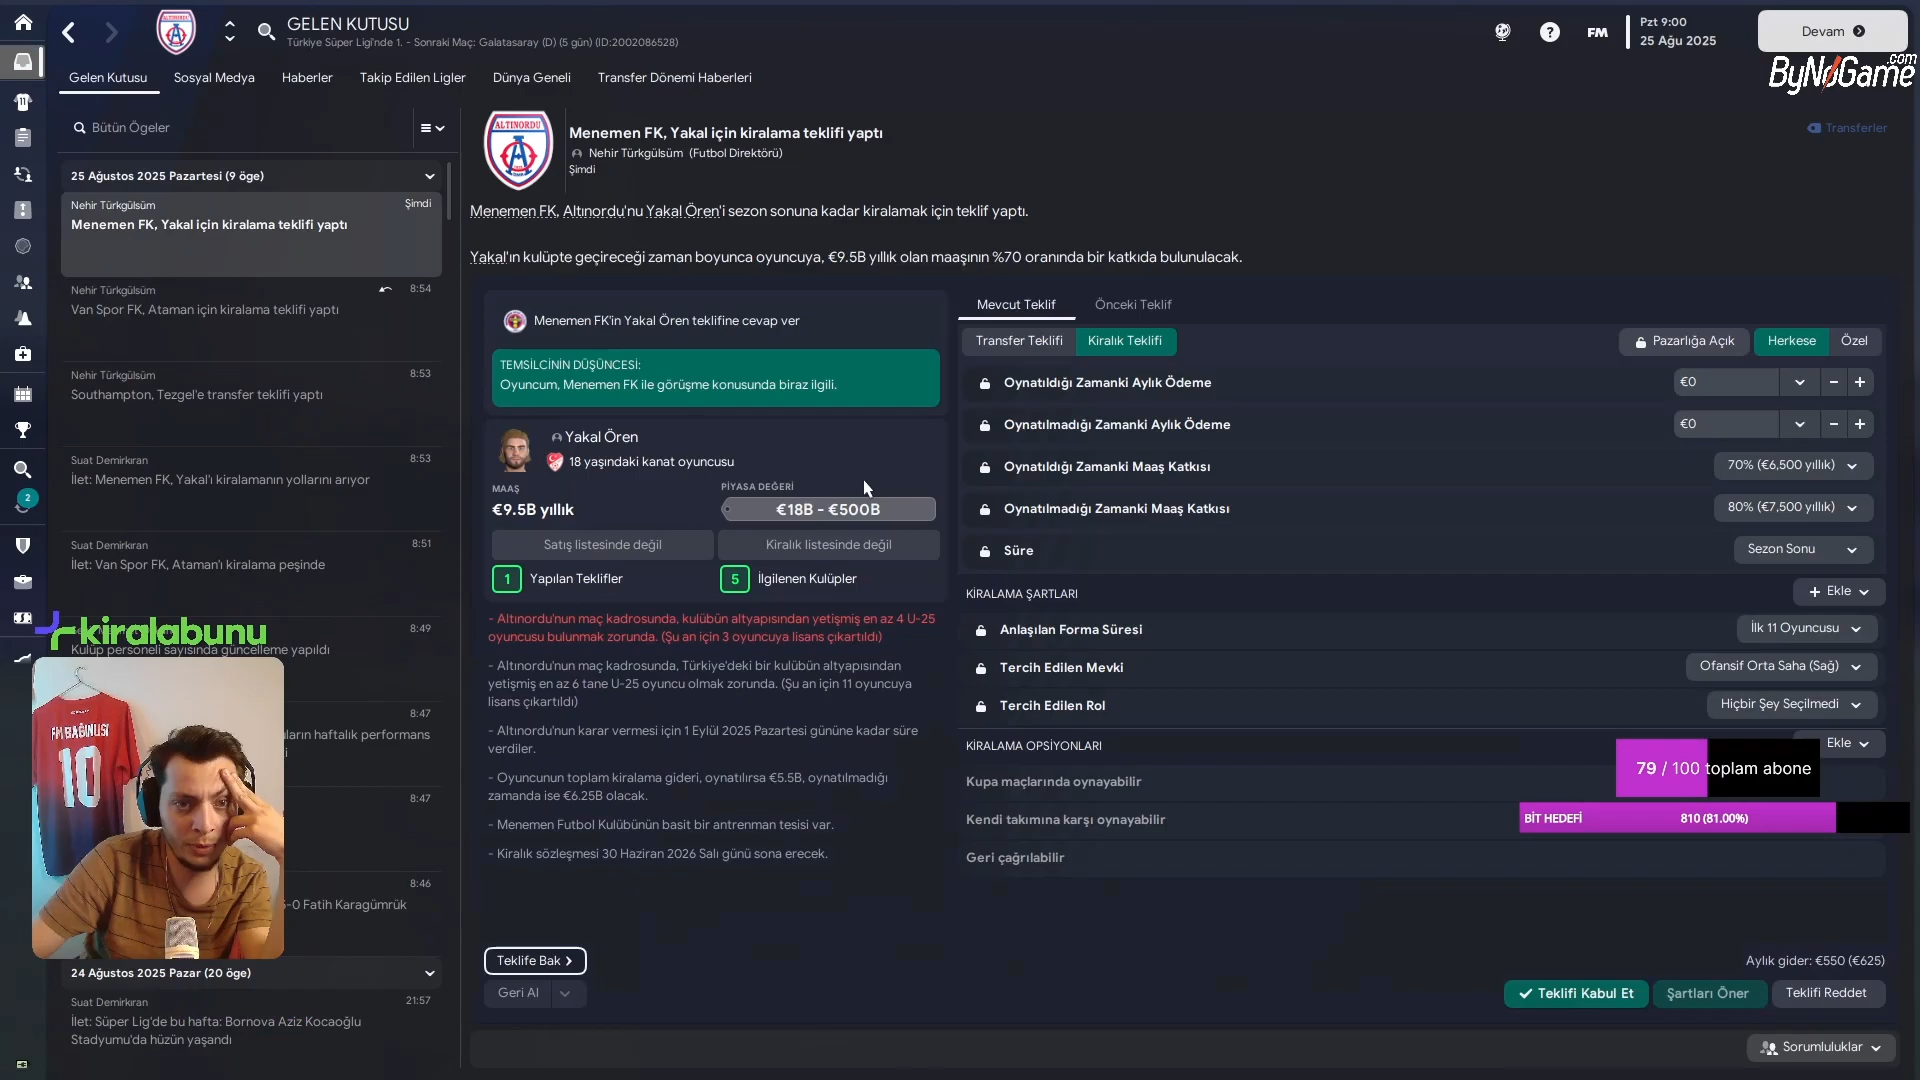 GELEN KUTUSU
Türkiye Süper Ligi'nde 1. - Sonraki Maç: Galatasaray (D) (5 gün) (ID:2002086528)
FM
Pzt 9:00
25 Ağu 2025
Devam
ByNoGame.com
Gelen Kutusu
Sosyal Medya
Haberler
Takip Edilen Ligler
Dünya Geneli
Transfer Dönemi Haberleri
Bütün Ögeler
25 Ağustos 2025 Pazartesi (9 öge)
Nehir Türkgülsüm
Şimdi
Menemen FK, Yakal için kiralama teklifi yaptı
Nehir Türkgülsüm
8:54
Van Spor FK, Ataman için kiralama teklifi yaptı
Nehir Türkgülsüm
8:53
Southampton, Tezgel'e transfer teklifi yaptı
Suat Demirkıran
8:53
İlet: Menemen FK, Yakal'ı kiralamanın yollarını arıyor
2
Suat Demirkıran
8:51
İlet: Van Spor FK, Ataman'ı kiralama peşinde
kiralabunu
8:49
Kulüp personeli sayısında güncelleme yapıldı
8:47
ıların haftalık performans
8:47
8:46
5-0 Fatih Karagümrük
FM BAĞINLISI
10
24 Ağustos 2025 Pazar (20 öge)
Suat Demirkıran
21:57
İlet: Süper Lig'de bu hafta: Bornova Aziz Kocaoğlu
Stadyumu'da hüzün yaşandı
ALTINORDU
Menemen FK, Yakal için kiralama teklifi yaptı
Nehir Türkgülsüm (Futbol Direktörü)
Şimdi
Transferler
Menemen FK, Altınordu'nu Yakal Ören'i sezon sonuna kadar kiralamak için teklif yaptı.
Yakal'ın kulüpte geçireceği zaman boyunca oyuncuya, €9.5B yıllık olan maaşının %70 oranında bir katkıda bulunulacak.
Menemen FK'in Yakal Ören teklifine cevap ver
TEMSİLCİNİN DÜŞÜNCESİ:
Oyuncum, Menemen FK ile görüşme konusunda biraz ilgili.
Yakal Ören
18 yaşındaki kanat oyuncusu
MAAŞ
€9.5B yıllık
PİYASA DEĞERİ
€18B - €500B
Satış listesinde değil
Kiralık listesinde değil
1 Yapılan Teklifler
5 İlgilenen Kulüpler
- Altınordu'nun maç kadrosunda, kulübün altyapısından yetişmiş en az 4 U-25
oyuncusu bulunmak zorunda. (Şu an için 3 oyuncuya lisans çıkartıldı)
- Altınordu'nun maç kadrosunda, Türkiye'deki bir kulübün altyapısından
yetişmiş en az 6 tane U-25 oyuncu olmak zorunda. (Şu an için 11 oyuncuya
lisans çıkartıldı)
- Altınordu'nun karar vermesi için 1 Eylül 2025 Pazartesi gününe kadar süre
verdiler.
- Oyuncunun toplam kiralama gideri, oynatılırsa €5.5B, oynatılmadığı
zamanda ise €6.25B olacak.
- Menemen Futbol Kulübünün basit bir antrenman tesisi var.
- Kiralık sözleşmesi 30 Haziran 2026 Salı günü sona erecek.
Teklife Bak
Geri Al
Mevcut Teklif
Önceki Teklif
Transfer Teklifi
Kiralık Teklifi
Pazarlığa Açık
Herkese
Özel
Oynatıldığı Zamanki Aylık Ödeme
€0
Oynatılmadığı Zamanki Aylık Ödeme
€0
Oynatıldığı Zamanki Maaş Katkısı
70% (€6,500 yıllık)
Oynatılmadığı Zamanki Maaş Katkısı
80% (€7,500 yıllık)
Süre
Sezon Sonu
KİRALAMA ŞARTLARI
+ Ekle
Anlaşılan Forma Süresi
İlk 11 Oyuncusu
Tercih Edilen Mevki
Ofansif Orta Saha (Sağ)
Tercih Edilen Rol
Hiçbir Şey Seçilmedi
KİRALAMA OPSİYONLARI
Ekle
79 / 100 toplam abone
Kupa maçlarında oynayabilir
Kendi takımına karşı oynayabilir
BİT HEDEFİ
810 (81.00%)
Geri çağrılabilir
Aylık gider: €550 (€625)
Teklifi Kabul Et
Şartları Öner
Teklifi Reddet
Sorumluluklar